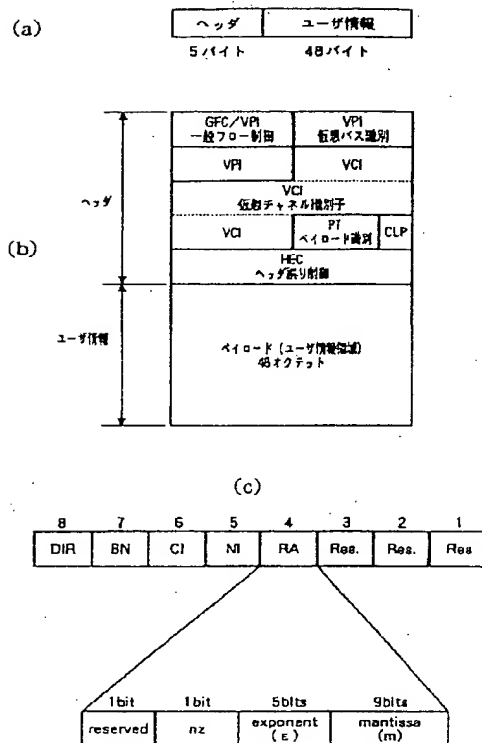 (a)
ヘッダ ユーザ情報
5バイト 48バイト
(b)
ヘッダ
ユーザ情報
GFC/VPI
一般フロー制御
VPI
仮想パス識別
VPI VCI
VCI
仮想チャネル識別子
VCI
PT
ペイロード識別
CLP
HEC
ヘッダ誤り制御
ペイロード(ユーザ情報領域)
48オクテット
(c)
8 7 6 5 4 3 2 1
DIR BN CI NI RA Res. Res. Res
1bit 1bit 5bits 9bits
reserved nz exponent (ε) mantissa (m)